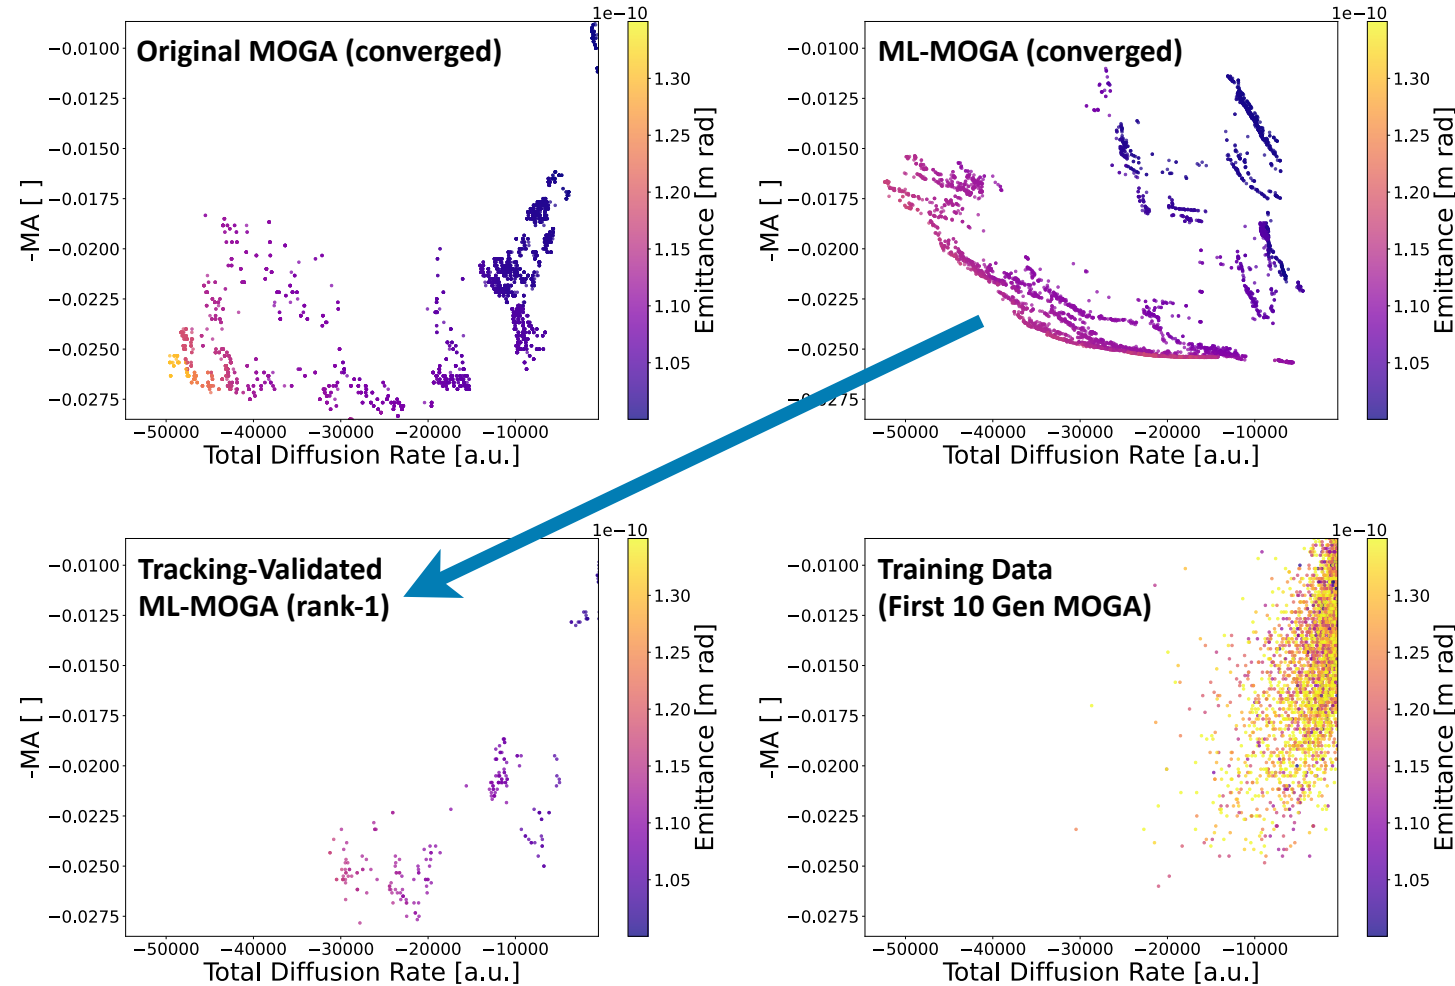 1e−10
Original MOGA (converged)
−0.0100
−0.0125
−0.0150
−0.0175
−0.0200
−0.0225
−0.0250
−0.0275
-MA [ ]
−50000 −40000 −30000 −20000 −10000
Total Diffusion Rate [a.u.]
1.30
1.25
1.20
1.15
1.10
1.05
Emittance [m rad]
1e−10
ML-MOGA (converged)
−0.0100
−0.0125
−0.0150
−0.0175
−0.0200
−0.0225
−0.0250
−0.0275
-MA [ ]
−50000 −40000 −30000 −20000 −10000
Total Diffusion Rate [a.u.]
1.30
1.25
1.20
1.15
1.10
1.05
Emittance [m rad]
1e−10
Tracking-Validated
ML-MOGA (rank-1)
−0.0100
−0.0125
−0.0150
−0.0175
−0.0200
−0.0225
−0.0250
−0.0275
-MA [ ]
−50000 −40000 −30000 −20000 −10000
Total Diffusion Rate [a.u.]
1.30
1.25
1.20
1.15
1.10
1.05
Emittance [m rad]
1e−10
Training Data
(First 10 Gen MOGA)
−0.0100
−0.0125
−0.0150
−0.0175
−0.0200
−0.0225
−0.0250
−0.0275
-MA [ ]
−50000 −40000 −30000 −20000 −10000
Total Diffusion Rate [a.u.]
1.30
1.25
1.20
1.15
1.10
1.05
Emittance [m rad]